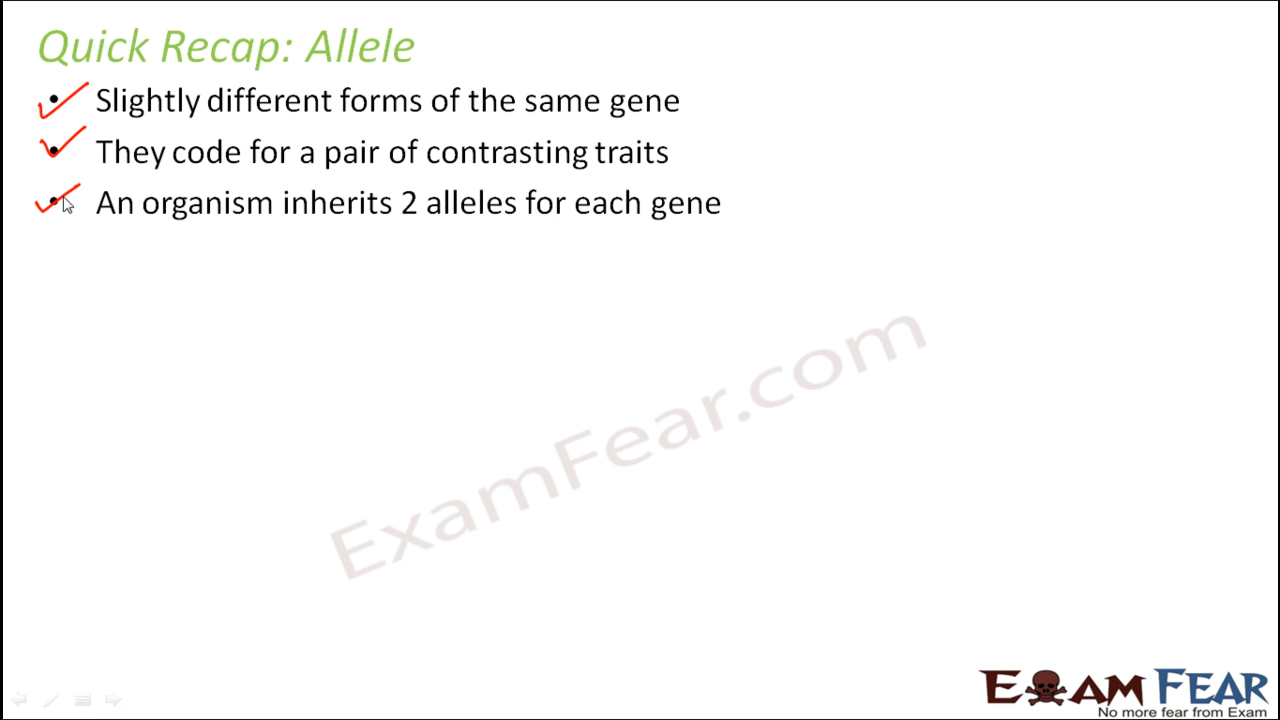 Quick Recap: Allele
• Slightly different forms of the same gene
• They code for a pair of contrasting traits
• An organism inherits 2 alleles for each gene
ExamFear.com
EXAM FEAR
No more fear from Exam